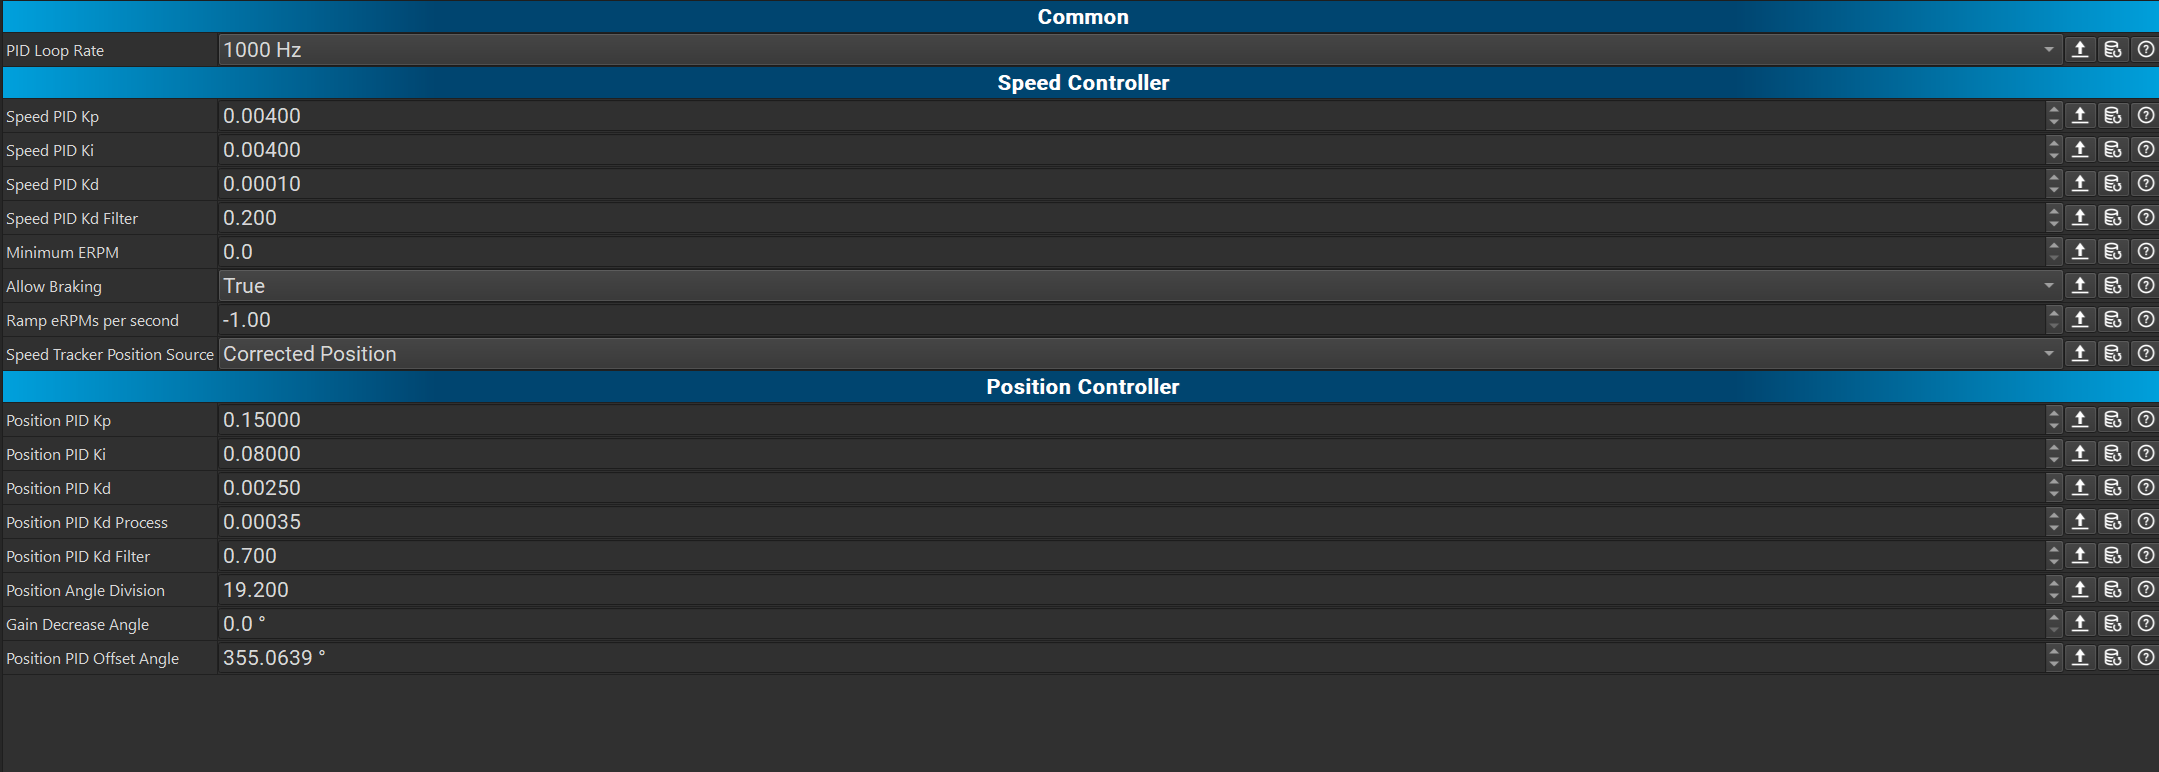 Common
PID Loop Rate 1000 Hz
Speed Controller
Speed PID Kp 0.00400
Speed PID Ki 0.00400
Speed PID Kd 0.00010
Speed PID Kd Filter 0.200
Minimum ERPM 0.0
Allow Braking True
Ramp eRPMs per second -1.00
Speed Tracker Position Source Corrected Position
Position Controller
Position PID Kp 0.15000
Position PID Ki 0.08000
Position PID Kd 0.00250
Position PID Kd Process 0.00035
Position PID Kd Filter 0.700
Position Angle Division 19.200
Gain Decrease Angle 0.0 °
Position PID Offset Angle 355.0639 °